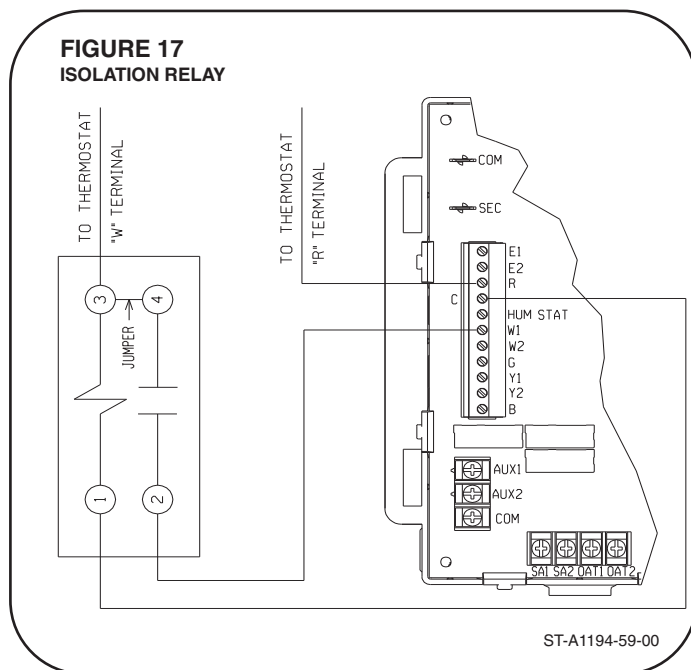 FIGURE 17
ISOLATION RELAY
TO THERMOSTAT
"W" TERMINAL
TO THERMOSTAT
"R" TERMINAL
3
4
JUMPER
1
2
COM
SEC
E1
E2
R
C
HUM STAT
W1
W2
G
Y1
Y2
B
AUX1
AUX2
COM
SA1 SA2 OAT1 OAT2
ST-A1194-59-00